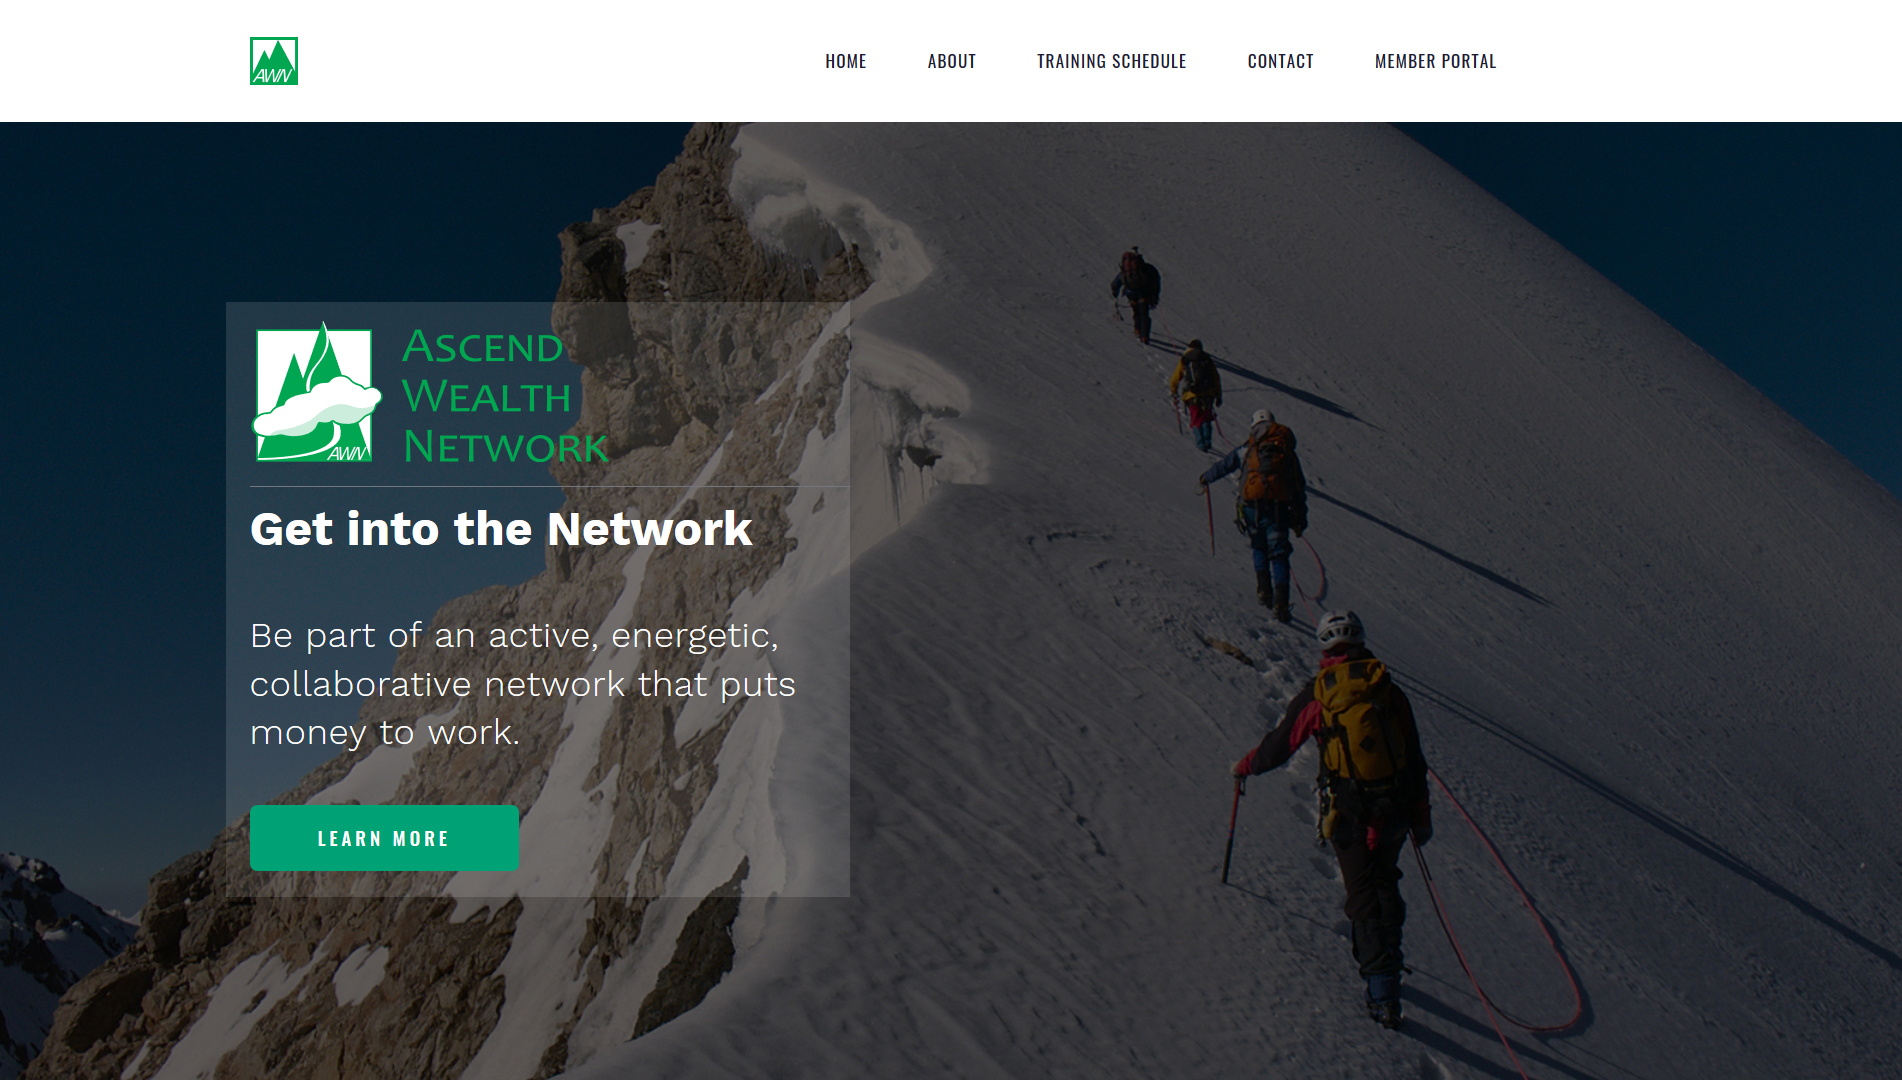 AWN
HOME ABOUT TRAINING SCHEDULE CONTACT MEMBER PORTAL
AWN
ASCEND
WEALTH
NETWORK
Get into the Network
Be part of an active, energetic,
collaborative network that puts
money to work.
LEARN MORE